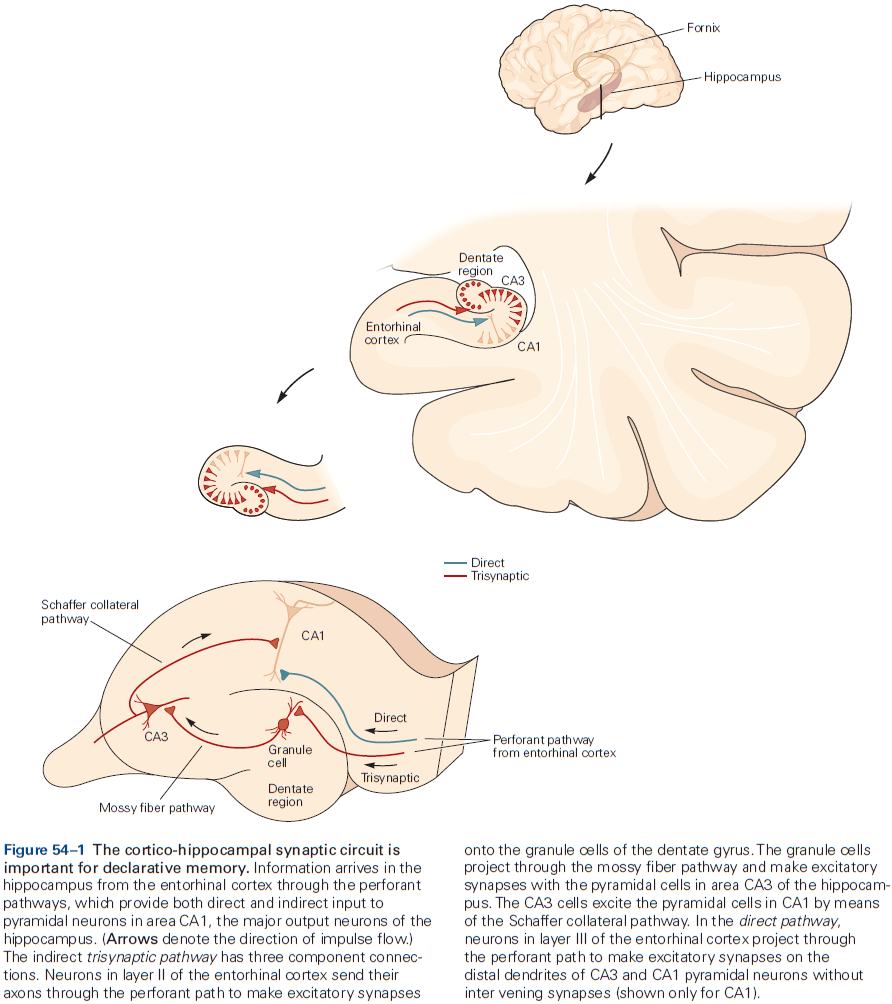 Fornix
Hippocampus
Dentate
region
CA3
Entorhinal
cortex
CA1
Direct
Trisynaptic
Schaffer collateral
pathway
CA1
Direct
CA3
Granule
cell
Perforant pathway
from entorhinal cortex
Trisynaptic
Dentate
region
Mossy fiber pathway
Figure 54–1 The cortico-hippocampal synaptic circuit is
important for declarative memory. Information arrives in the
hippocampus from the entorhinal cortex through the perforant
pathways, which provide both direct and indirect input to
pyramidal neurons in area CA1, the major output neurons of the
hippocampus. (Arrows denote the direction of impulse flow.)
The indirect trisynaptic pathway has three component connec-
tions. Neurons in layer II of the entorhinal cortex send their
axons through the perforant path to make excitatory synapses
onto the granule cells of the dentate gyrus. The granule cells
project through the mossy fiber pathway and make excitatory
synapses with the pyramidal cells in area CA3 of the hippocam-
pus. The CA3 cells excite the pyramidal cells in CA1 by means
of the Schaffer collateral pathway. In the direct pathway,
neurons in layer III of the entorhinal cortex project through
the perforant path to make excitatory synapses on the
distal dendrites of CA3 and CA1 pyramidal neurons without
inter vening synapses (shown only for CA1).